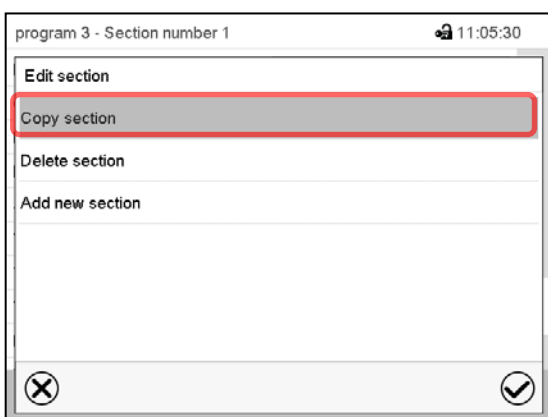 program 3 - Section number 1 11:05:30
Edit section
Copy section
Delete section
Add new section